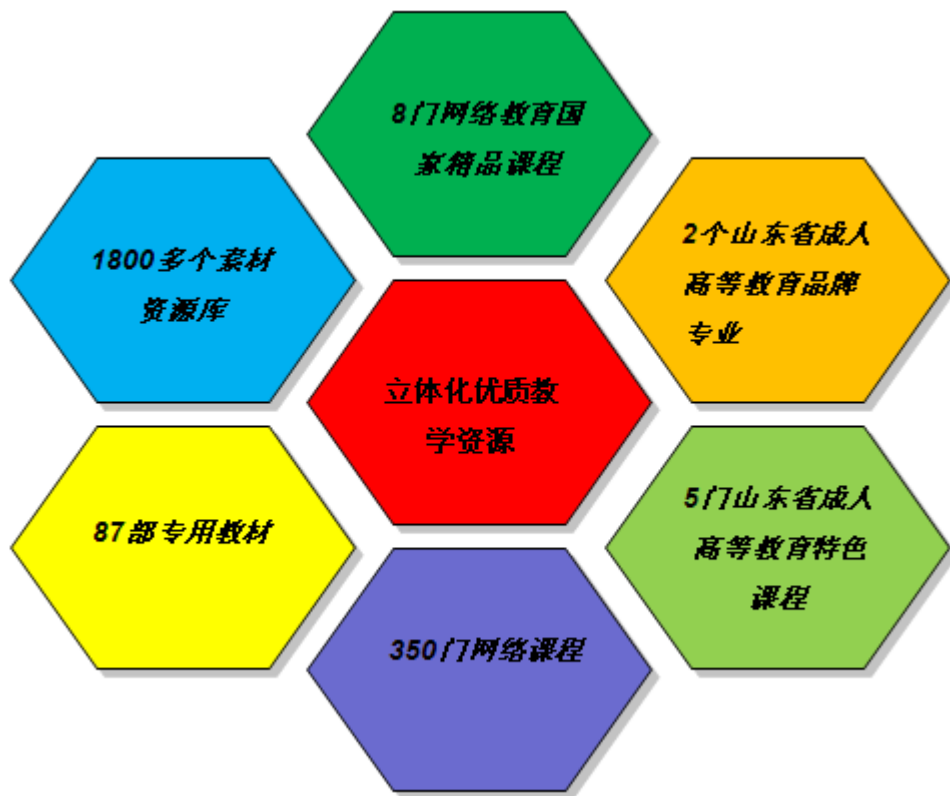 8门网络教育国
家精品课程
1800多个素材
资源库
2个山东省成人
高等教育品牌
专业
立体化优质教
学资源
87部专用教材
5门山东省成人
高等教育特色
课程
350门网络课程